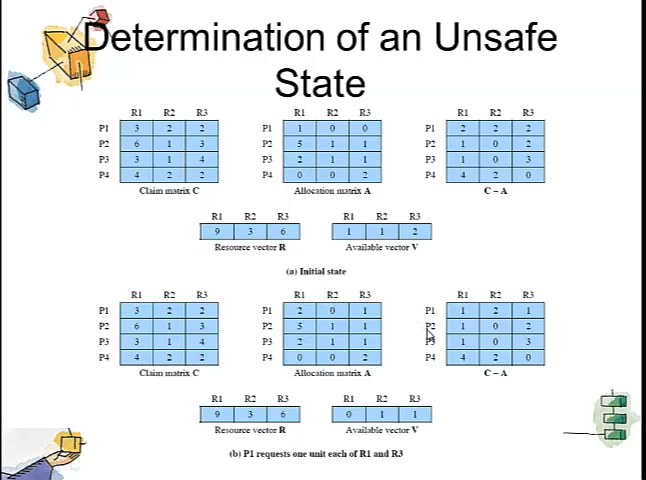 Determination of an Unsafe
State
R1 R2 R3 R1 R2 R3 R1 R2 R3
P1 3 2 2 P1 1 0 0 P1 2 2 2
P2 6 1 3 P2 5 1 1 P2 1 0 2
P3 3 1 4 P3 2 1 1 P3 1 0 3
P4 4 2 2 P4 0 0 2 P4 4 2 0
Claim matrix C Allocation matrix A C – A
R1 R2 R3 R1 R2 R3
9 3 6 1 1 2
Resource vector R Available vector V
(a) Initial state
R1 R2 R3 R1 R2 R3 R1 R2 R3
P1 3 2 2 P1 2 0 1 P1 1 2 1
P2 6 1 3 P2 5 1 1 P2 1 0 2
P3 3 1 4 P3 2 1 1 P3 1 0 3
P4 4 2 2 P4 0 0 2 P4 4 2 0
Claim matrix C Allocation matrix A C – A
R1 R2 R3 R1 R2 R3
9 3 6 0 1 1
Resource vector R Available vector V
(b) P1 requests one unit each of R1 and R3